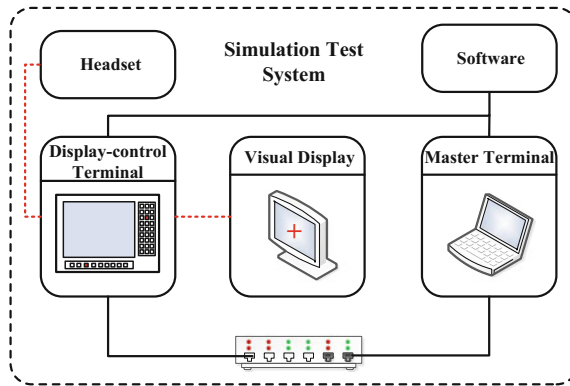 Headset
Simulation Test
System
Software
Display-control
Terminal
Visual Display
Master Terminal